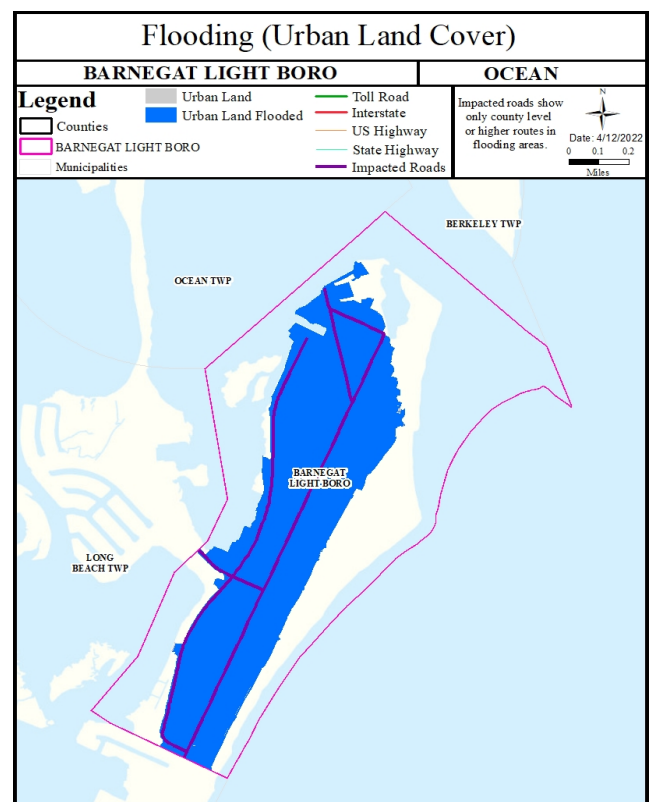 Flooding (Urban Land Cover)
BARNEGAT LIGHT BORO
OCEAN
Legend
Counties
BARNEGAT LIGHT BORO
Municipalities
Urban Land
Urban Land Flooded
Toll Road
Interstate
US Highway
State Highway
Impacted Roads
Impacted roads show
only county level
or higher routes in
flooding areas.
N
Date: 4/12/2022
0 0.1 0.2
Miles
BERKELEY TWP
OCEAN TWP
BARNEGAT
LIGHT BORO
LONG
BEACH TWP